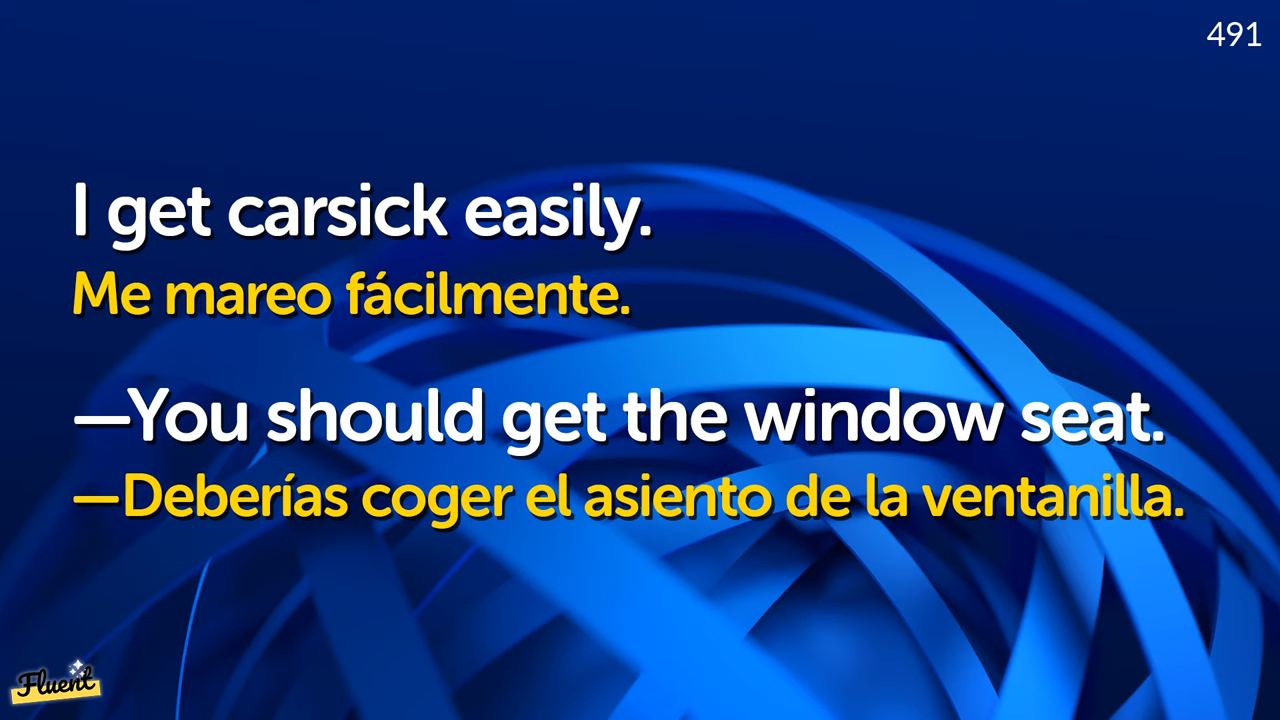 491
I get carsick easily.
Me mareo fácilmente.
—You should get the window seat.
—Deberías coger el asiento de la ventanilla.
Fluent